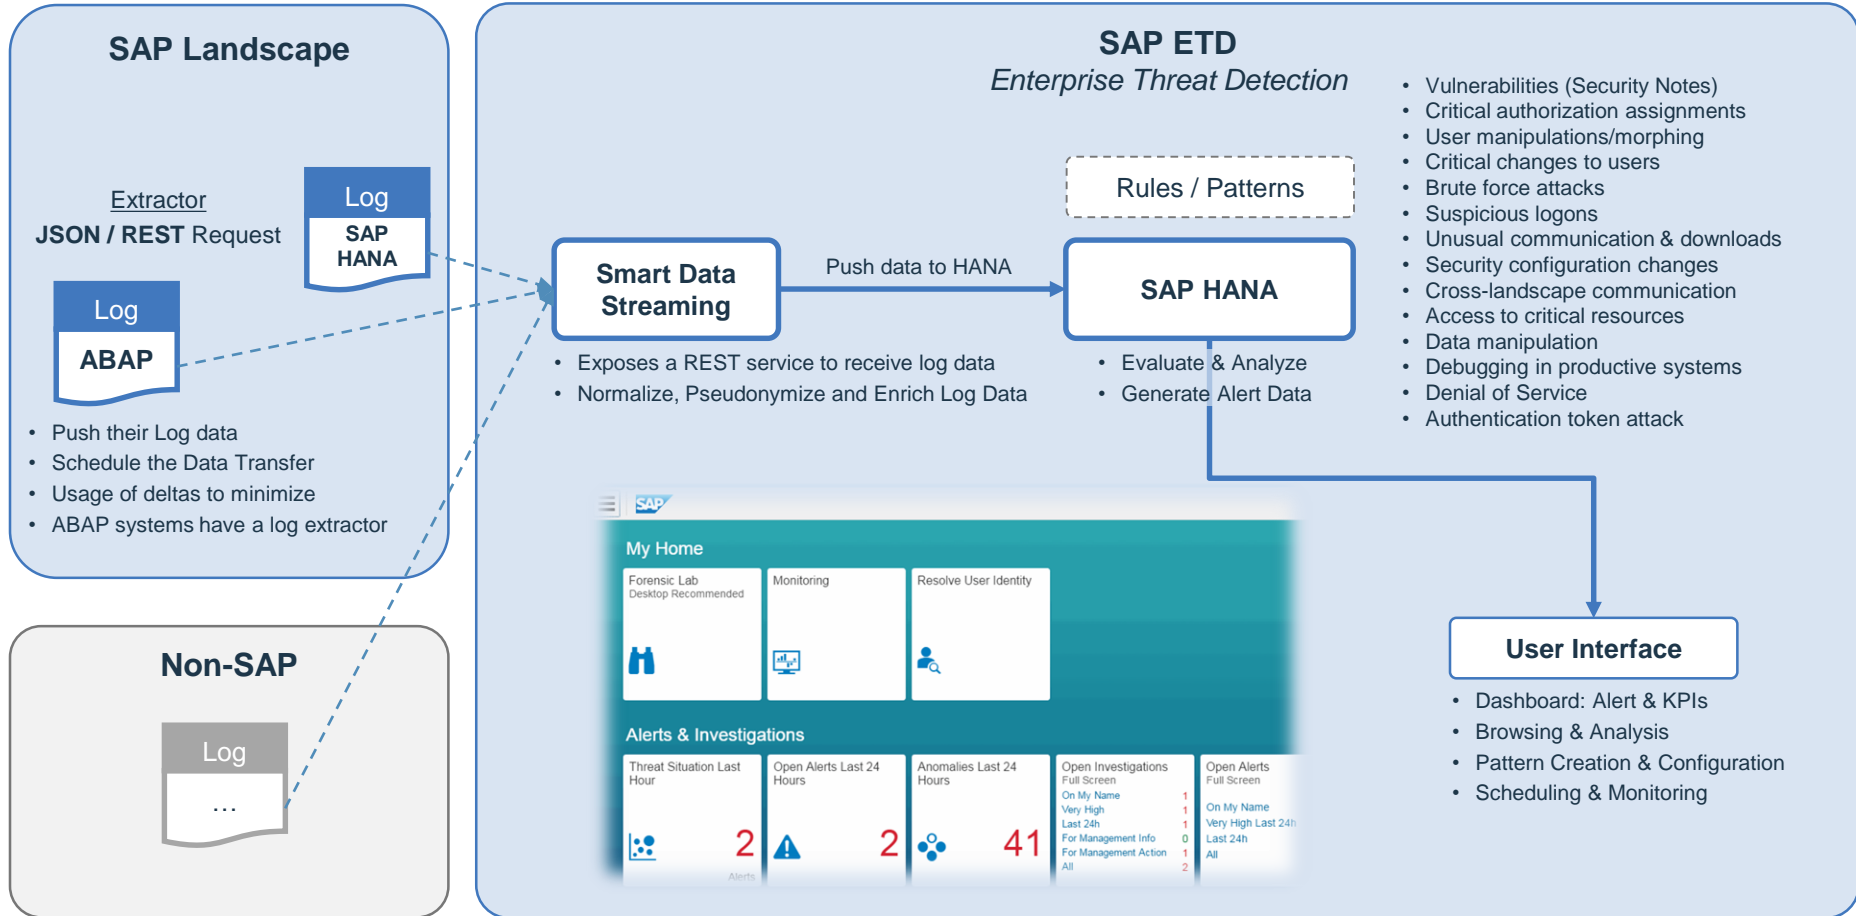 SAP Landscape
Extractor
JSON / REST Request
Log
SAP
HANA
Log
ABAP
• Push their Log data
• Schedule the Data Transfer
• Usage of deltas to minimize
• ABAP systems have a log extractor
Non-SAP
Log
...
SAP ETD
Enterprise Threat Detection
Rules / Patterns
Smart Data
Streaming
Push data to HANA
SAP HANA
• Exposes a REST service to receive log data
• Normalize, Pseudonymize and Enrich Log Data
• Evaluate & Analyze
• Generate Alert Data
• Vulnerabilities (Security Notes)
• Critical authorization assignments
• User manipulations/morphing
• Critical changes to users
• Brute force attacks
• Suspicious logons
• Unusual communication & downloads
• Security configuration changes
• Cross-landscape communication
• Access to critical resources
• Data manipulation
• Debugging in productive systems
• Denial of Service
• Authentication token attack
SAP
My Home
Forensic Lab
Desktop Recommended
Monitoring
Resolve User Identity
Alerts & Investigations
Threat Situation Last
Hour
2
Alerts
Open Alerts Last 24
Hours
2
Anomalies Last 24
Hours
41
Open Investigations
Full Screen
On My Name 1
Very High 1
Last 24h 1
For Management Info 0
For Management Action 1
All 2
Open Alerts
Full Screen
On My Name
Very High Last 24h
Last 24h
All
User Interface
• Dashboard: Alert & KPIs
• Browsing & Analysis
• Pattern Creation & Configuration
• Scheduling & Monitoring